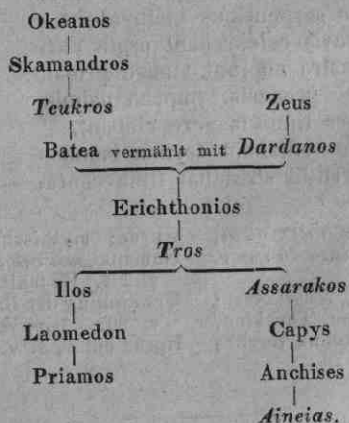 Okeanos
Skamandros
Teukros Zeus
Batea vermählt mit Dardanos
Erichthonios
Tros
Ilos Assarakos
Laomedon Capys
Priamos Anchises
Aineias.